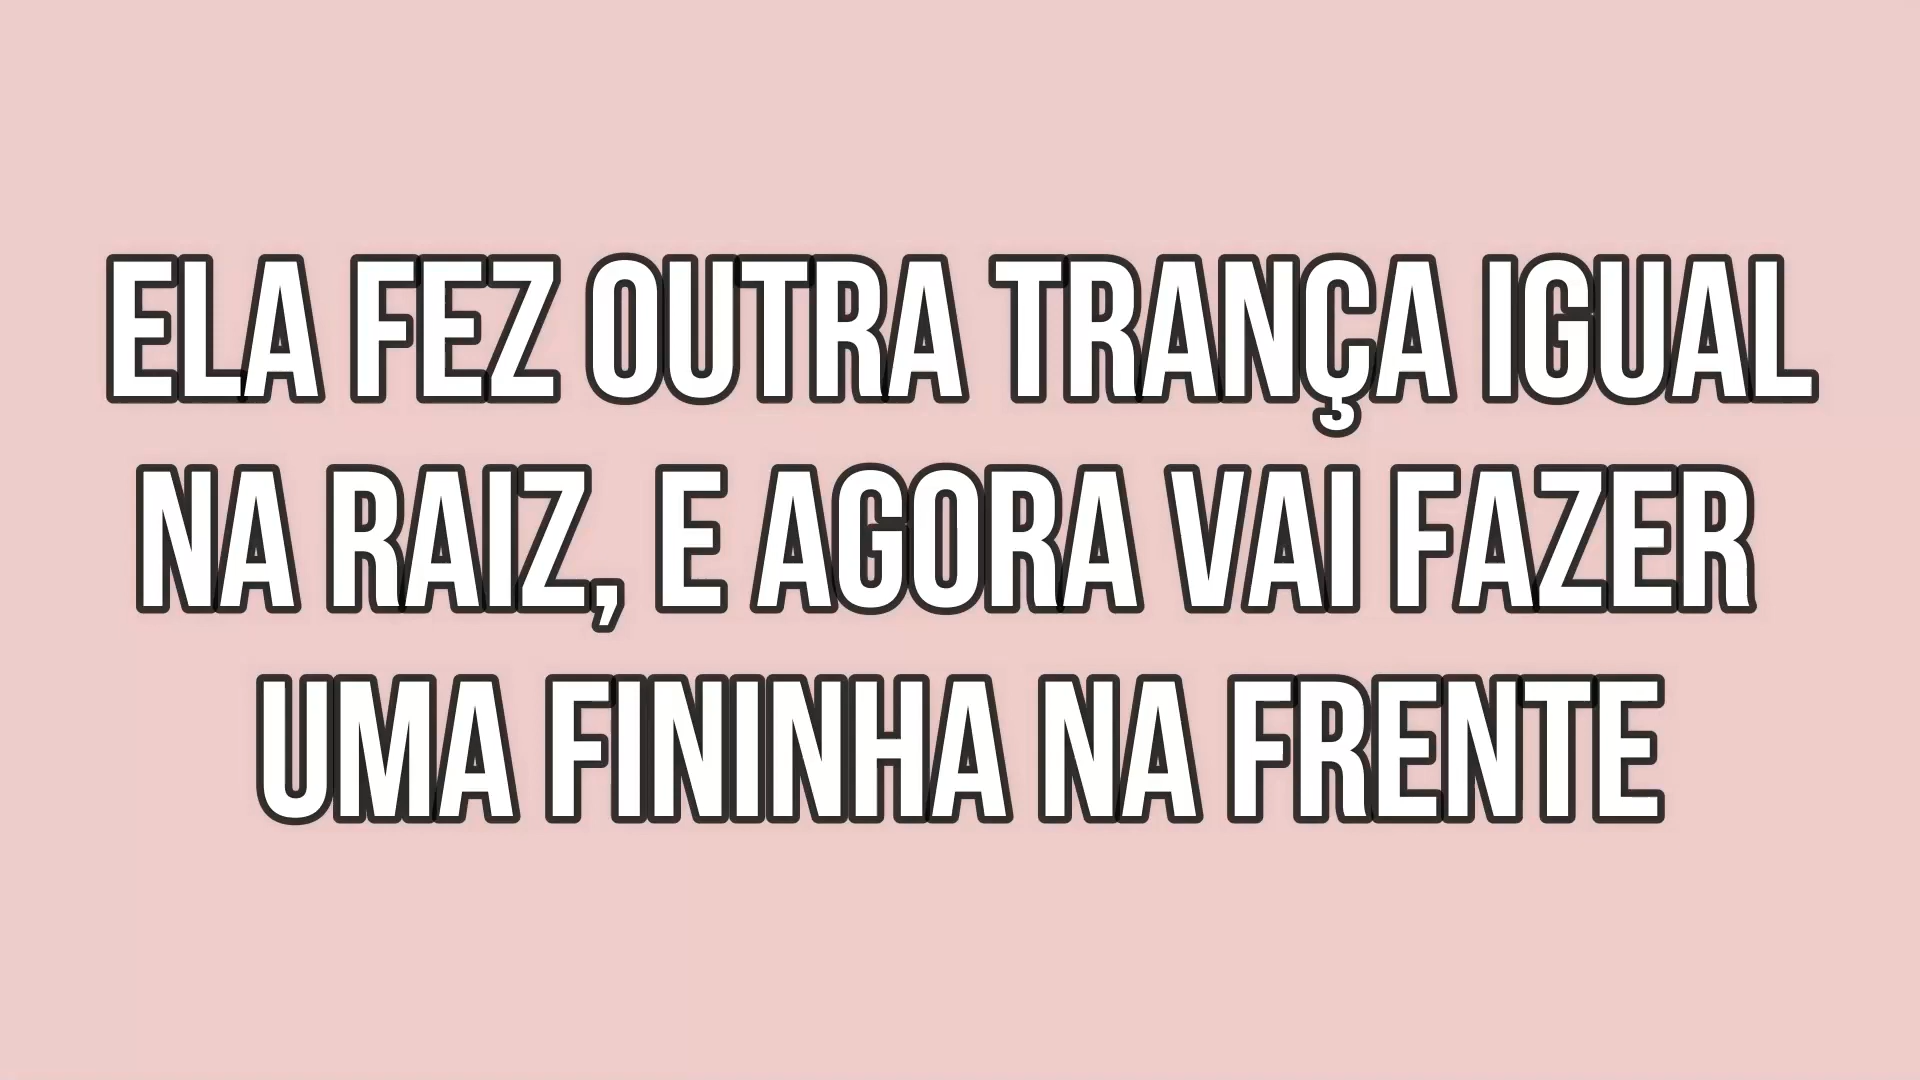 ELA FEZ OUTRA TRANÇA IGUAL
NA RAIZ, E AGORA VAI FAZER
UMA FININHA NA FRENTE